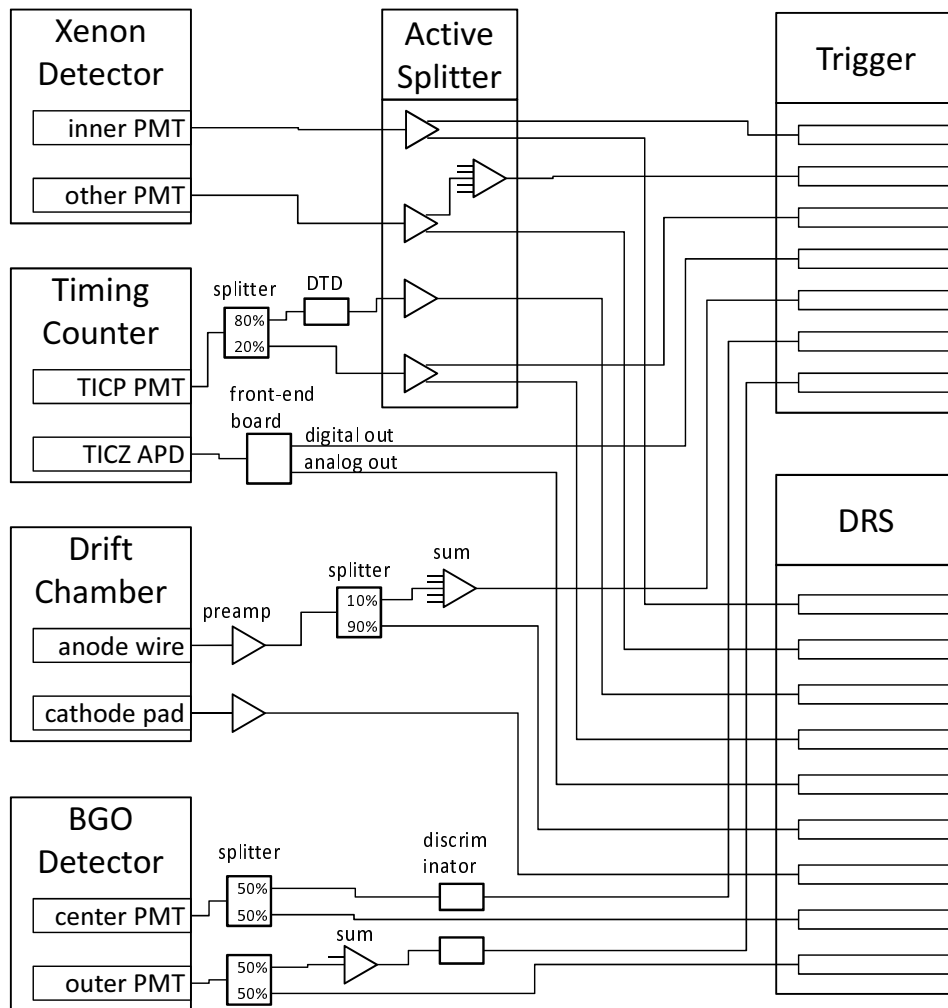 Xenon
Detector
inner PMT
other PMT
Active
Splitter
Trigger
Timing
Counter
TICP PMT
TICZ APD
splitter
80%
20%
DTD
front-end
board
digital out
analog out
DRS
Drift
Chamber
anode wire
cathode pad
preamp
splitter
10%
90%
sum
BGO
Detector
center PMT
outer PMT
splitter
50%
50%
discrim
inator
sum
50%
50%